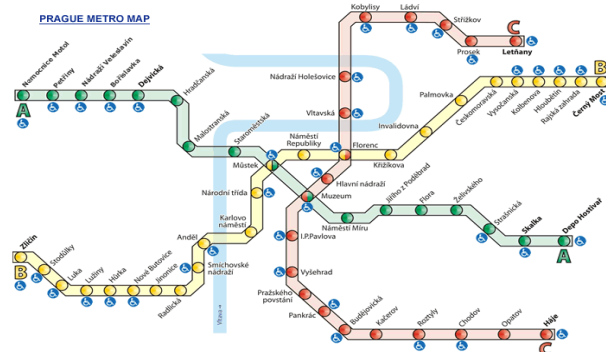 PRAGUE METRO MAP
Kobylisy
Ládví
Střížkov
Prosek
C
Letňany
Nemocnice Motol
Petřiny
Nádraží Veleslavín
Bořislavka
Dejvická
A
Hradčanská
Malostranská
Staroměstská
Můstek
Nádraží Holešovice
Vltavská
Náměstí
Republiky
Florenc
Křižíkova
Invalidovna
Palmovka
Českomoravská
Vysočanská
Kolbenova
Hloubětín
Rajská zahrada
B
Černý Most
Hlavní nádraží
Muzeum
Národní třída
Karlovo
náměstí
Anděl
Smíchovské
nádraží
Radlická
Jinonice
Nové Butovice
Hůrka
Lužiny
Luka
Stodůlky
Zličín
B
Náměstí Míru
Jiřího z Poděbrad
Flora
Želivského
Strašnická
Skalka
Depo Hostivař
A
I.P.Pavlova
Vyšehrad
Pražského
povstání
Pankrác
Budějovická
Kačerov
Roztyly
Chodov
Opatov
Háje
C
Vltava